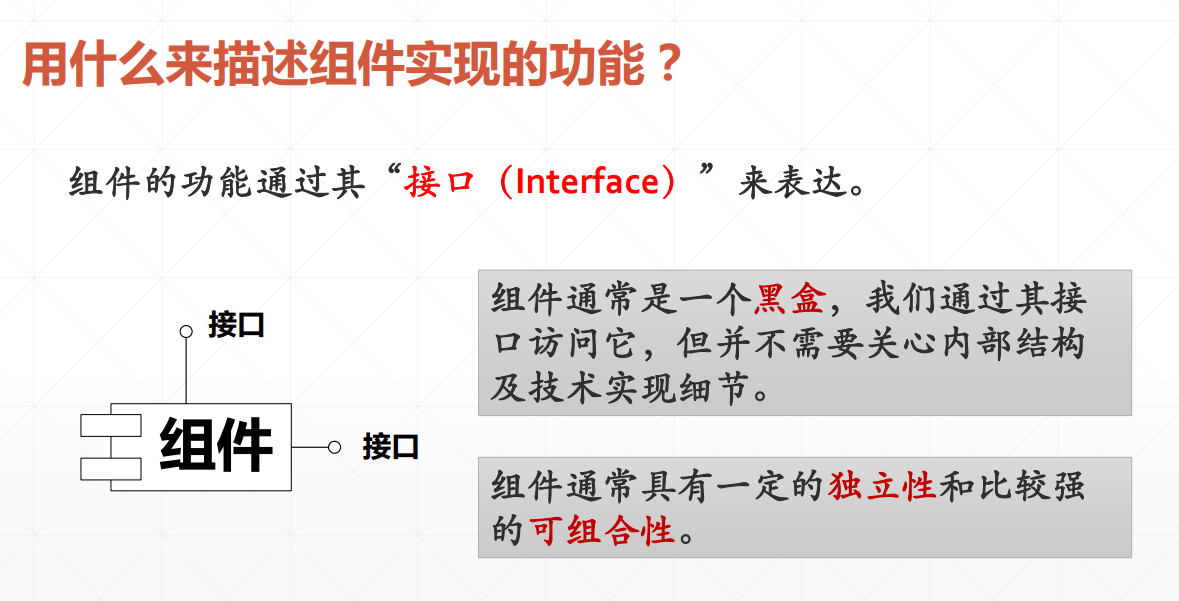 用什么来描述组件实现的功能？
组件的功能通过其“接口（Interface）”来表达。
接口
组件
接口
组件通常是一个黑盒，我们通过其接
口访问它，但并不需要关心内部结构
及技术实现细节。
组件通常具有一定的独立性和比较强
的可组合性。